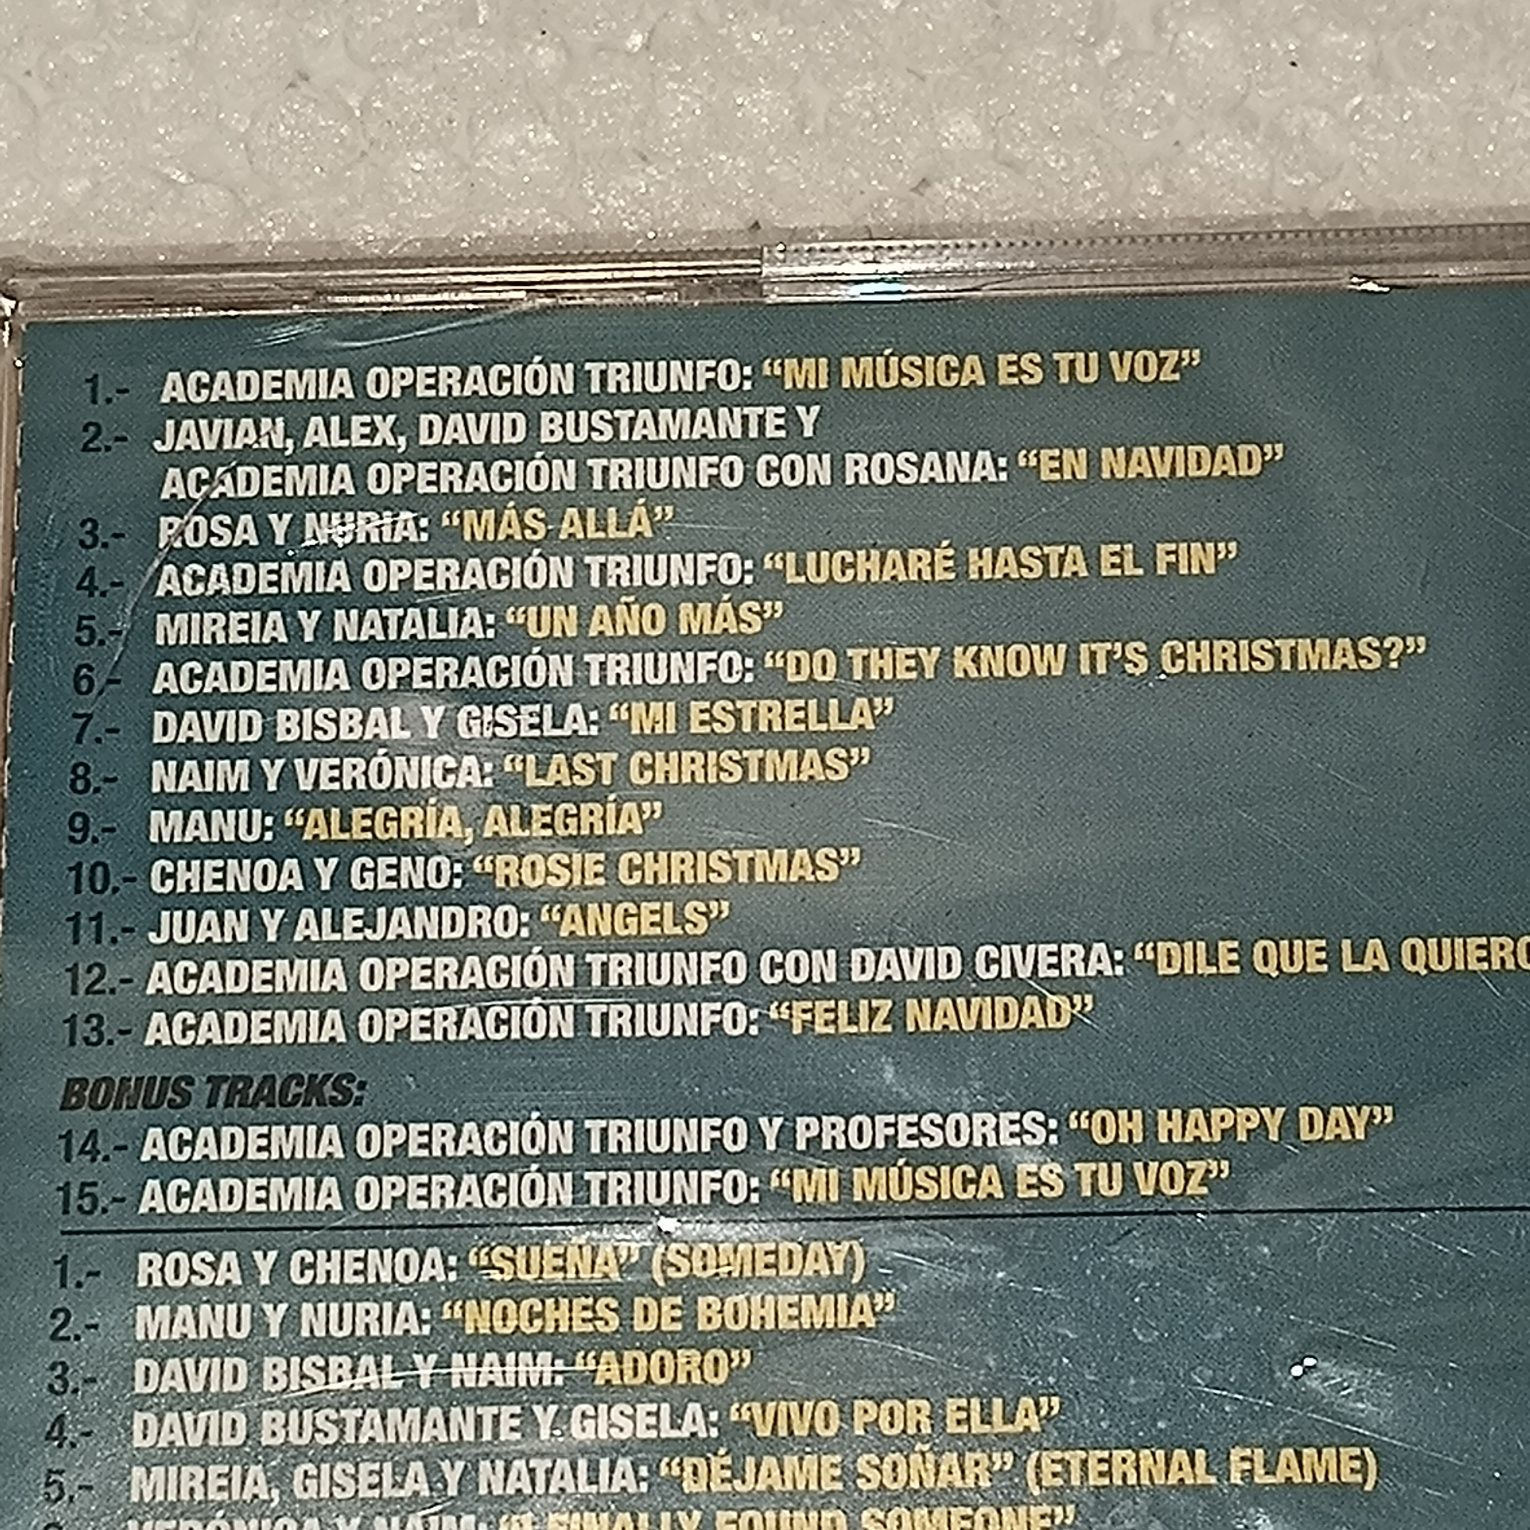 1.- ACADEMIA OPERACIÓN TRIUNFO: “MI MÚSICA ES TU VOZ”
2.- JAVIAN, ALEX, DAVID BUSTAMANTE Y
ACADEMIA OPERACIÓN TRIUNFO CON ROSANA: “EN NAVIDAD”
3.- ROSA Y NURIA: “MÁS ALLÁ”
4.- ACADEMIA OPERACIÓN TRIUNFO: “LUCHARÉ HASTA EL FIN”
5.- MIREIA Y NATALIA: “UN AÑO MÁS”
6.- ACADEMIA OPERACIÓN TRIUNFO: “DO THEY KNOW IT’S CHRISTMAS?”
7.- DAVID BISBAL Y GISELA: “MI ESTRELLA”
8.- NAIM Y VERÓNICA: “LAST CHRISTMAS”
9.- MANU: “ALEGRÍA, ALEGRÍA”
10.- CHENOA Y GENO: “ROSIE CHRISTMAS”
11.- JUAN Y ALEJANDRO: “ANGELS”
12.- ACADEMIA OPERACIÓN TRIUNFO CON DAVID CIVERA: “DILE QUE LA QUIERO
13.- ACADEMIA OPERACIÓN TRIUNFO: “FELIZ NAVIDAD”
BONUS TRACKS:
14.- ACADEMIA OPERACIÓN TRIUNFO Y PROFESORES: “OH HAPPY DAY”
15.- ACADEMIA OPERACIÓN TRIUNFO: “MI MÚSICA ES TU VOZ”
1.- ROSA Y CHENOA: “SUEÑA” (SOMEDAY)
2.- MANU Y NURIA: “NOCHES DE BOHEMIA”
3.- DAVID BISBAL Y NAIM: “ADORO”
4.- DAVID BUSTAMANTE Y GISELA: “VIVO POR ELLA”
5.- MIREIA, GISELA Y NATALIA: “DÉJAME SOÑAR” (ETERNAL FLAME)
VERÓNICA Y NAIM: “I FINALLY FOUND SOMEONE”